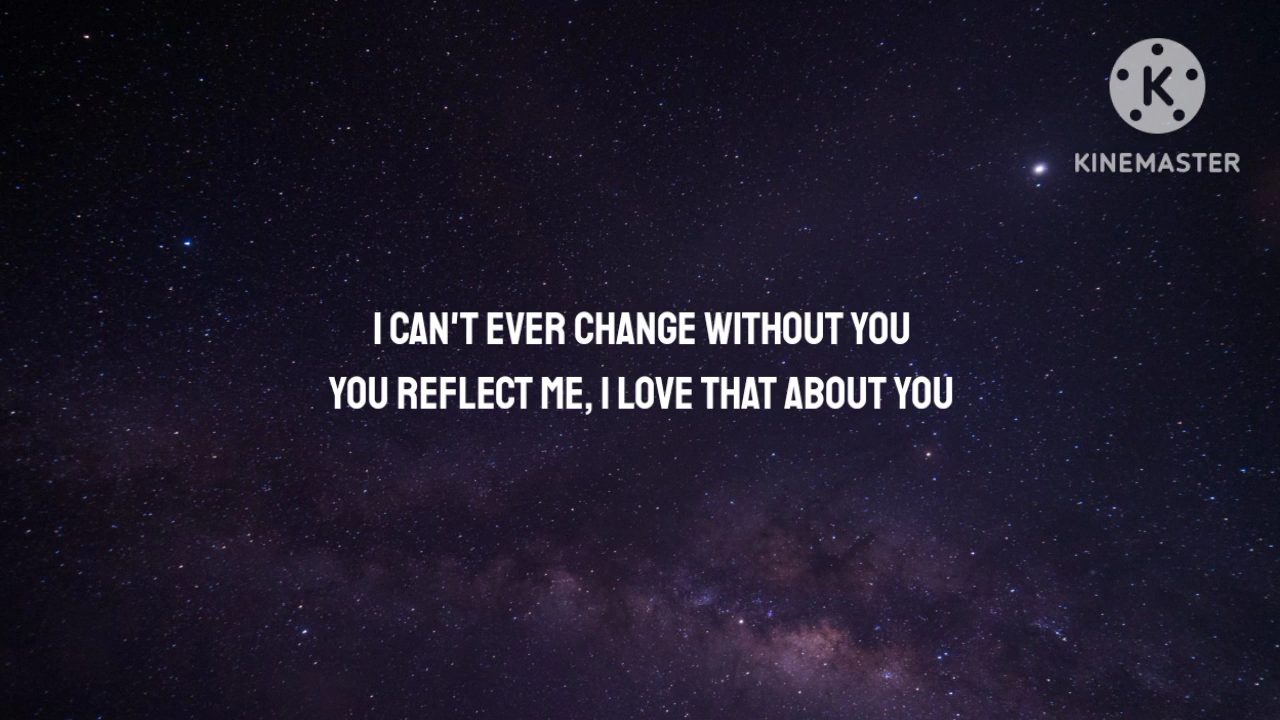 K
KINEMASTER
I CAN'T EVER CHANGE WITHOUT YOU
YOU REFLECT ME, I LOVE THAT ABOUT YOU